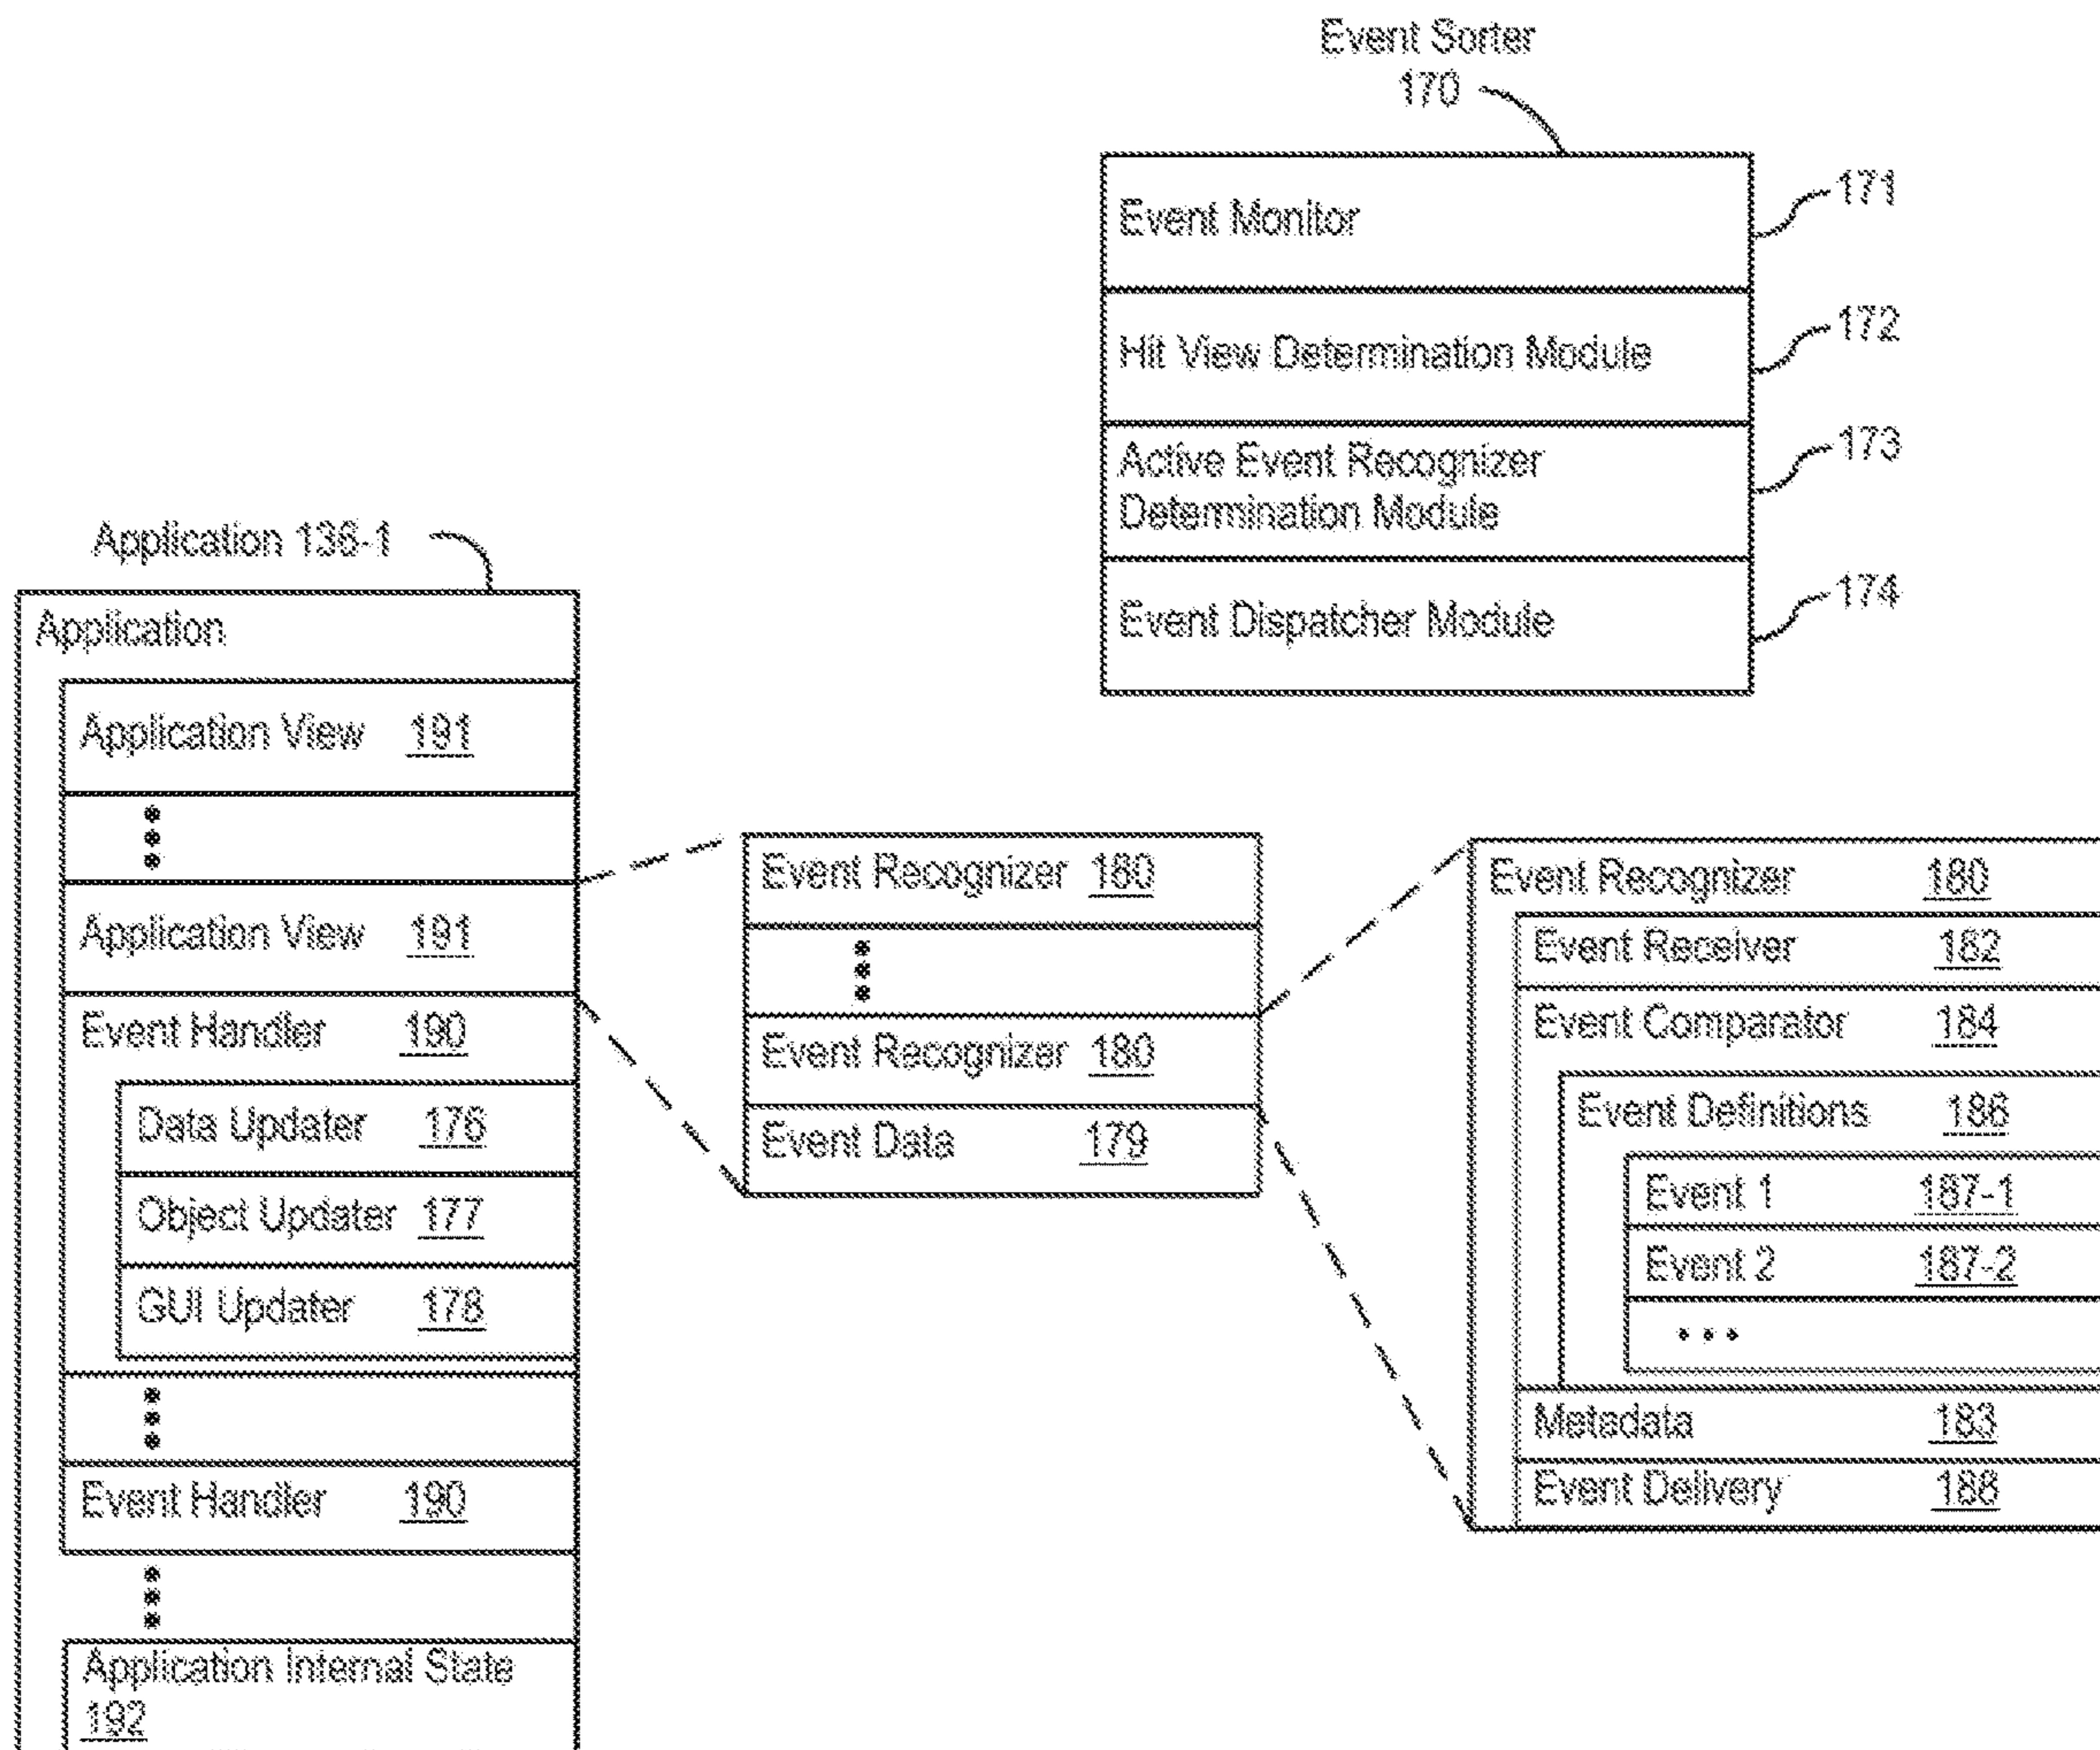 Event Sorter
170
Event Monitor
171
Hit View Determination Module
172
Active Event Recognizer
Determination Module
173
Event Dispatcher Module
174
Application 136-1
Application
Application View 191
Application View 191
Event Handler 190
Data Updater 176
Object Updater 177
GUI Updater 178
Event Handler 190
Application Internal State
192
Event Recognizer 180
Event Recognizer 180
Event Data 179
Event Recognizer 180
Event Receiver 182
Event Comparator 184
Event Definitions 186
Event 1 187-1
Event 2 187-2
Metadata 183
Event Delivery 188